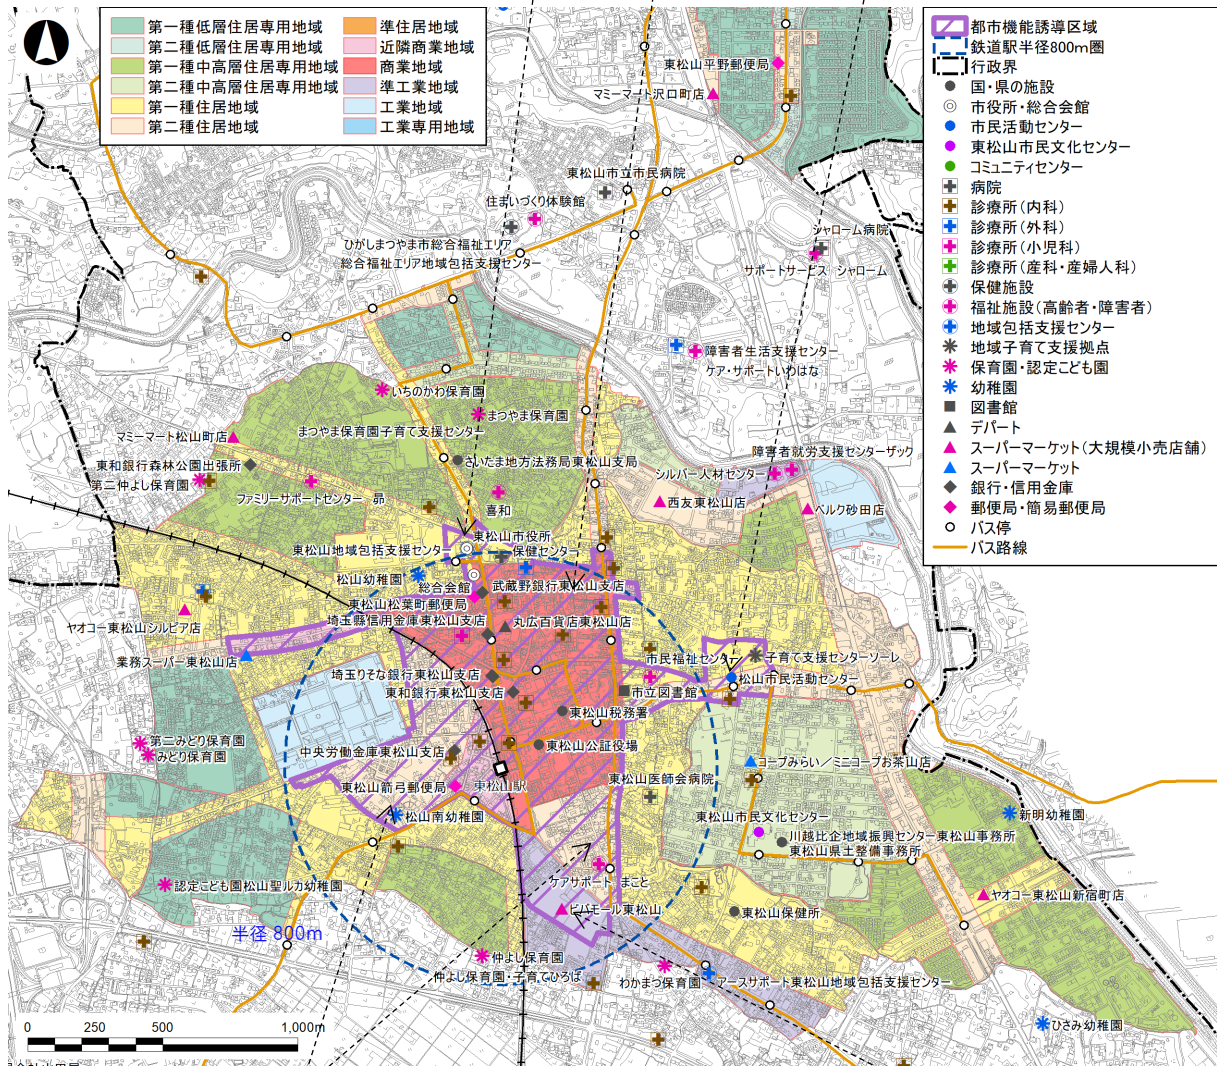 第一種低層住居専用地域
第二種低層住居専用地域
第一種中高層住居専用地域
第二種中高層住居専用地域
第一種住居地域
第二種住居地域
準住居地域
近隣商業地域
商業地域
準工業地域
工業地域
工業専用地域
都市機能誘導区域
鉄道駅半径800m圏
行政界
国・県の施設
市役所・総合会館
市民活動センター
東松山市民文化センター
コミュニティセンター
病院
診療所(内科)
診療所(外科)
診療所(小児科)
診療所(産科・産婦人科)
保健施設
福祉施設(高齢者・障害者)
地域包括支援センター
地域子育て支援拠点
保育園・認定こども園
幼稚園
図書館
デパート
スーパーマーケット(大規模小売店舗)
スーパーマーケット
銀行・信用金庫
郵便局・簡易郵便局
バス停
バス路線
東松山平野郵便局
マミーマート沢口町店
東松山市立市民病院
住まいづくり体験館
ひがしまつやま市総合福祉エリア
総合福祉エリア地域包括支援センター
シャローム病院
サポートサービス シャローム
障害者生活支援センター
ケア・サポートいわはな
いちのかわ保育園
まつやま保育園
まつやま保育園子育て支援センター
マミーマート松山町店
東和銀行森林公園出張所
第二仲よし保育園
さいたま地方法務局東松山支局
ファミリーサポートセンター 昴
喜和
障害者就労支援センターザック
シルバー人材センター
西友東松山店
ベルク砂田店
東松山市役所
東松山地域包括支援センター
保健センター
松山幼稚園
総合会館
武蔵野銀行東松山支店
東松山松葉町郵便局
埼玉縣信用金庫東松山支店
丸広百貨店東松山店
ヤオコー東松山シルピア店
業務スーパー東松山店
市民福祉センター
子育て支援センターソーレ
埼玉りそな銀行東松山支店
松山市民活動センター
東和銀行東松山支店
市立図書館
東松山税務署
第二みどり保育園
みどり保育園
中央労働金庫東松山支店
東松山公証役場
コープみらい/ミニコープお茶山店
東松山箭弓郵便局
東松山駅
東松山医師会病院
松山南幼稚園
東松山市民文化センター
新明幼稚園
川越比企地域振興センター東松山事務所
東松山県土整備事務所
認定こども園松山聖ルカ幼稚園
ケアサポート まこと
ヤオコー東松山新宿町店
ビバモール東松山
東松山保健所
半径 800m
仲よし保育園
仲よし保育園・子育てひろば
わかまつ保育園
アースサポート東松山地域包括支援センター
ひさみ幼稚園
0 250 500 1,000m